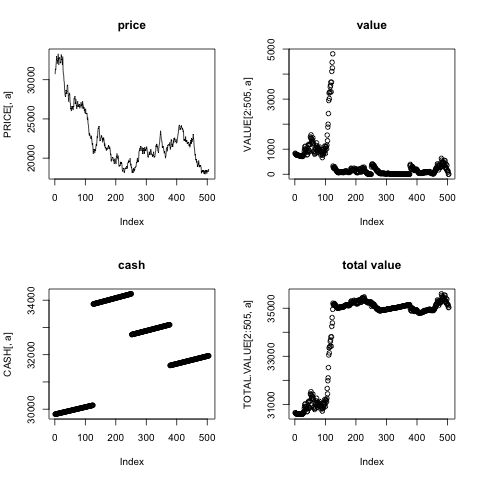 price
PRICE[, a]
20000 25000 30000
0 100 200 300 400 500
Index
value
VALUE[2:505, a]
0 1000 3000 5000
0 100 200 300 400 500
Index
cash
CASH[, a]
30000 32000 34000
0 100 200 300 400 500
Index
total value
TOTAL.VALUE[2:505, a]
31000 33000 35000
0 100 200 300 400 500
Index